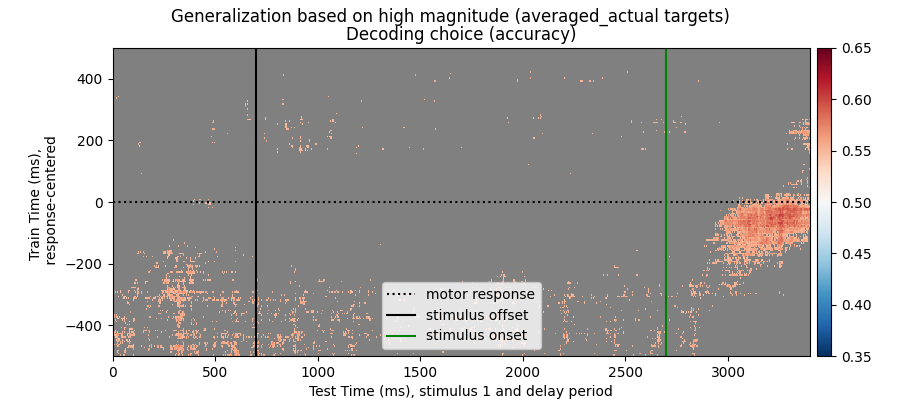 Generalization based on high magnitude (averaged_actual targets)
Decoding choice (accuracy)
Train Time (ms),
response-centered
400
200
0
−200
−400
motor response
stimulus offset
stimulus onset
0
500
1000
1500
2000
2500
3000
Test Time (ms), stimulus 1 and delay period
0.65
0.60
0.55
0.50
0.45
0.40
0.35